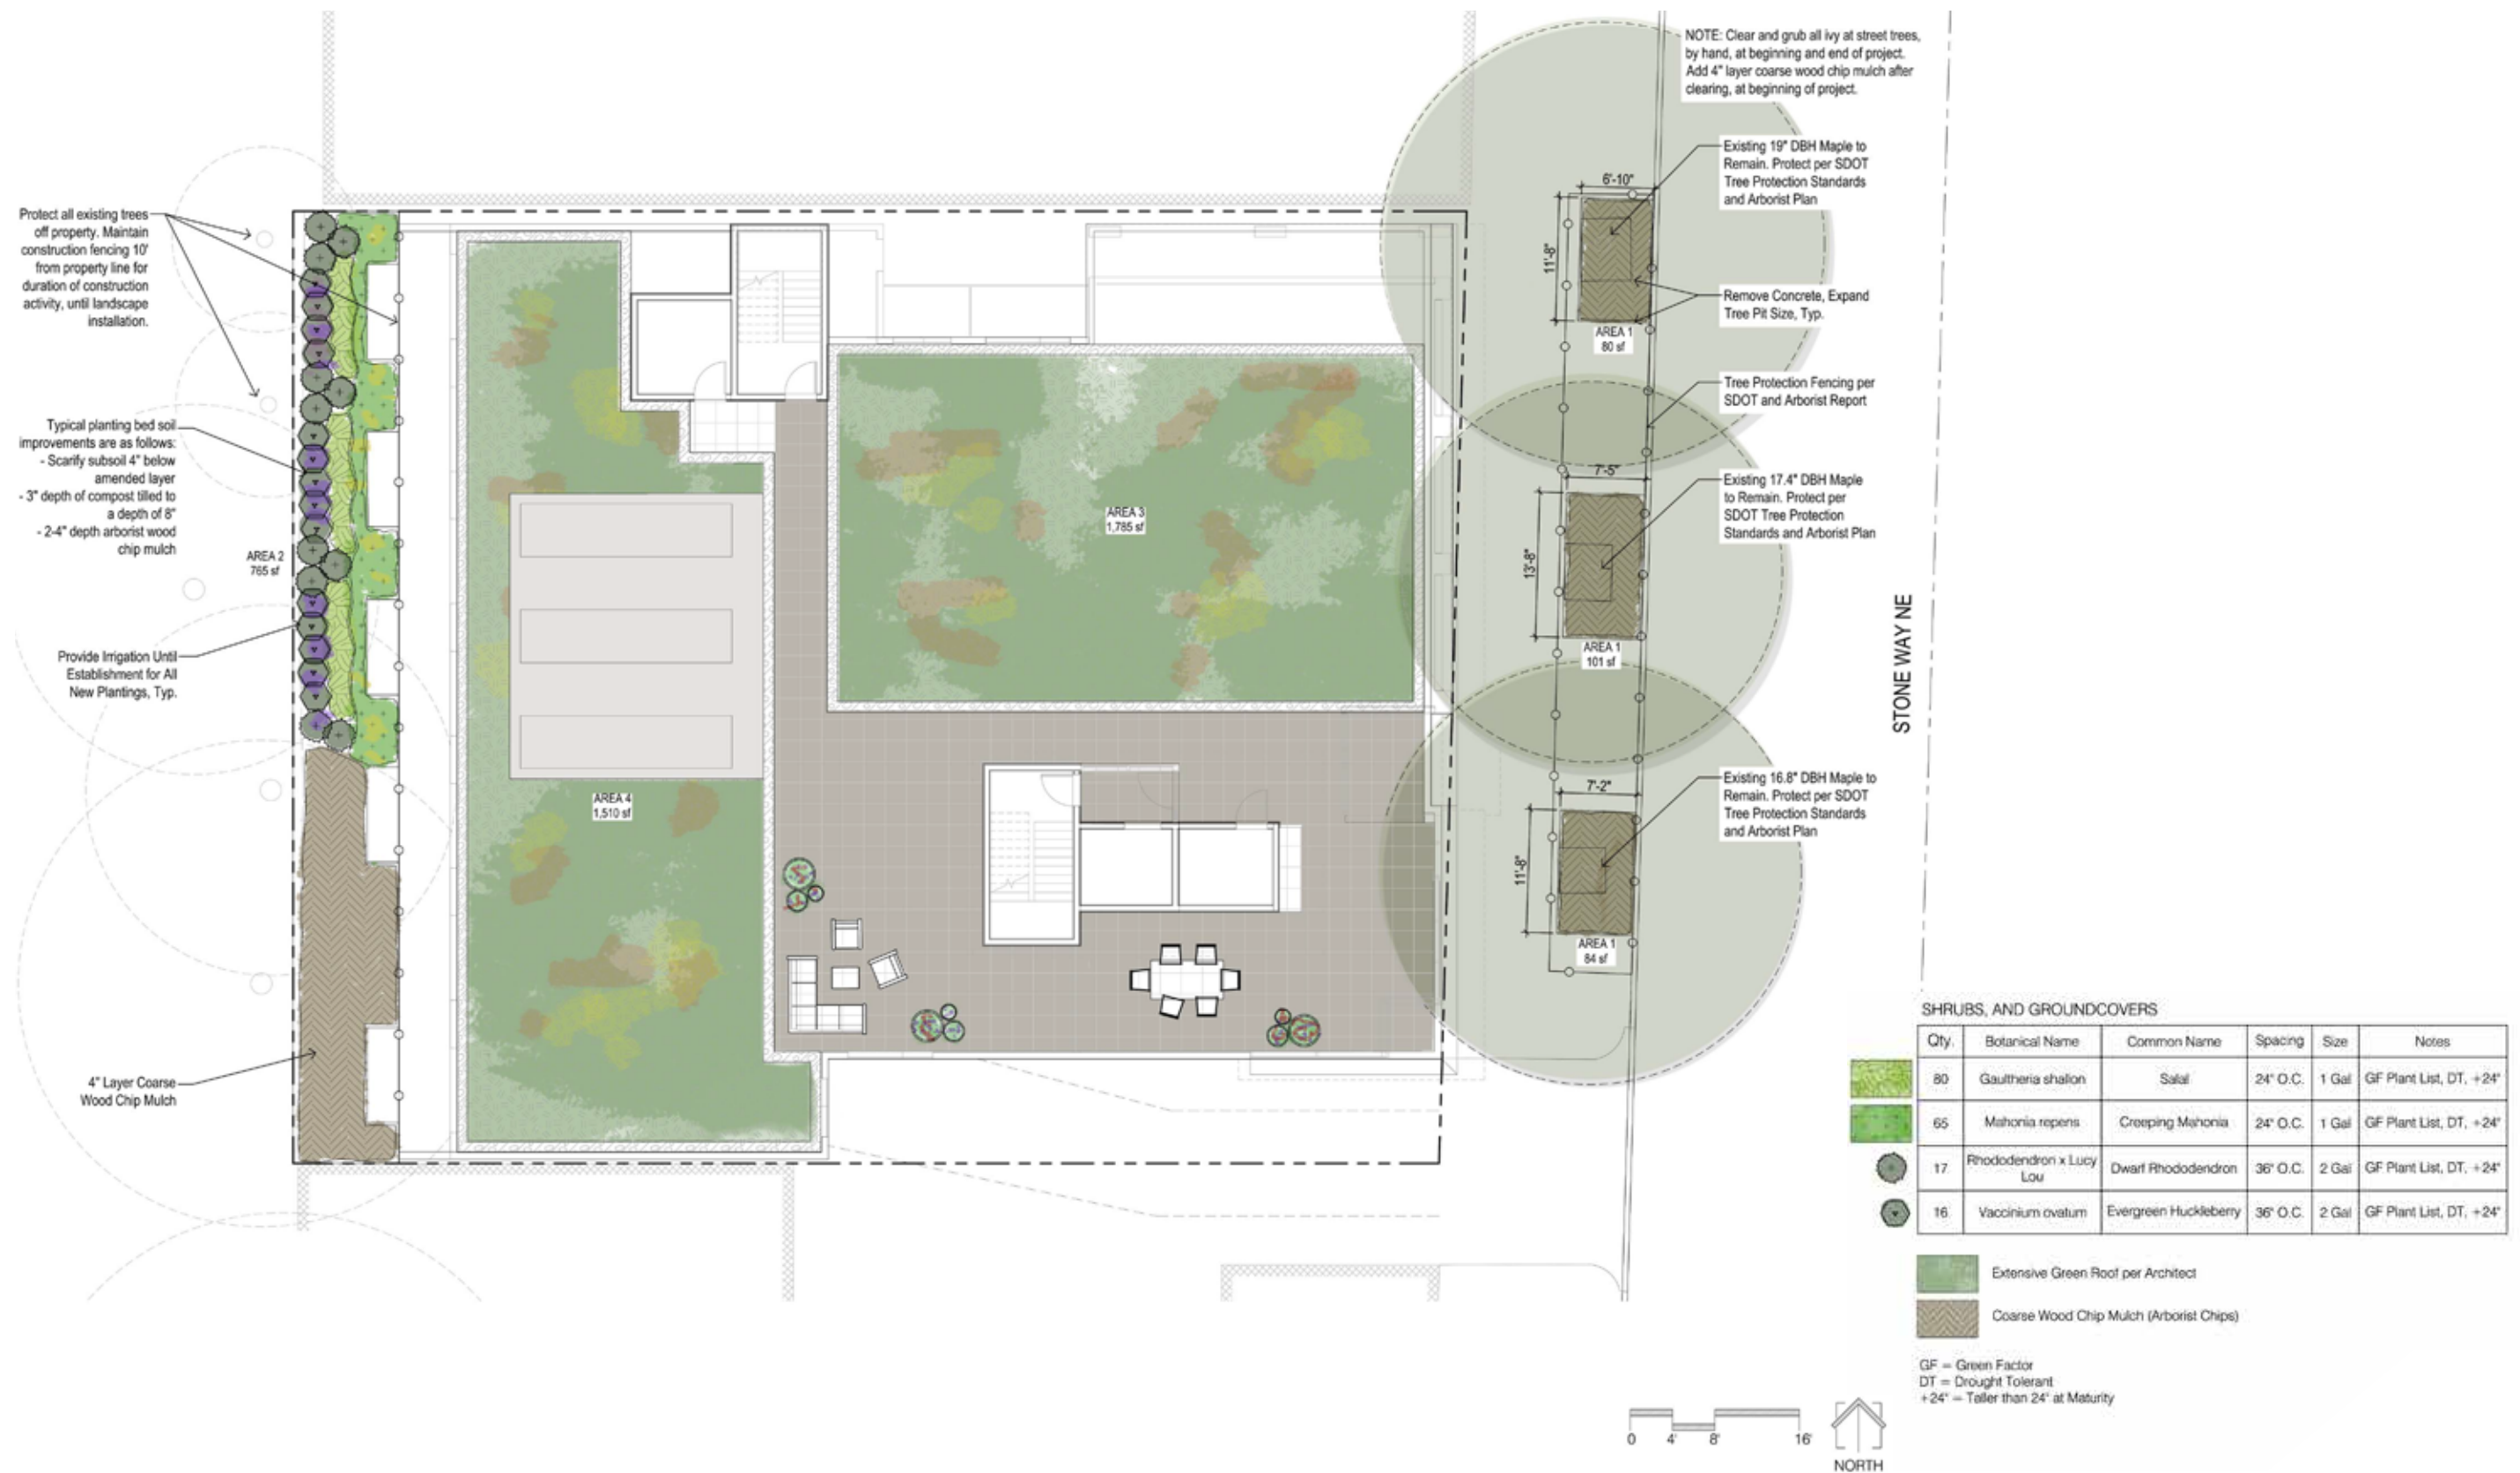 NOTE: Clear and grub all ivy at street trees,
by hand, at beginning and end of project.
Add 4" layer coarse wood chip mulch after
clearing, at beginning of project.
Existing 19" DBH Maple to
Remain. Protect per SDOT
Tree Protection Standards
and Arborist Plan
6'-10"
11'-8"
Remove Concrete, Expand
Tree Pit Size, Typ.
AREA 1
80 sf
Tree Protection Fencing per
SDOT and Arborist Report
7'-5"
13'-8"
Existing 17.4" DBH Maple
to Remain. Protect per
SDOT Tree Protection
Standards and Arborist Plan
AREA 1
101 sf
7'-2"
11'-8"
Existing 16.8" DBH Maple to
Remain. Protect per SDOT
Tree Protection Standards
and Arborist Plan
AREA 1
84 sf
STONE WAY NE
Protect all existing trees
off property. Maintain
construction fencing 10'
from property line for
duration of construction
activity, until landscape
installation.
Typical planting bed soil
improvements are as follows:
- Scarify subsoil 4" below
amended layer
- 3" depth of compost tilled to
a depth of 8"
- 2-4" depth arborist wood
chip mulch
AREA 2
765 sf
Provide Irrigation Until
Establishment for All
New Plantings, Typ.
4" Layer Coarse
Wood Chip Mulch
AREA 3
1,785 sf
AREA 4
1,510 sf
SHRUBS, AND GROUNDCOVERS
Qty. Botanical Name Common Name Spacing Size Notes
80 Gaultheria shallon Salal 24" O.C. 1 Gal GF Plant List, DT, +24"
65 Mahonia repens Creeping Mahonia 24" O.C. 1 Gal GF Plant List, DT, +24"
17 Rhododendron x Lucy Lou Dwarf Rhododendron 36" O.C. 2 Gal GF Plant List, DT, +24"
16 Vaccinium ovatum Evergreen Huckleberry 36" O.C. 2 Gal GF Plant List, DT, +24"
Extensive Green Roof per Architect
Coarse Wood Chip Mulch (Arborist Chips)
GF = Green Factor
DT = Drought Tolerant
+24" = Taller than 24" at Maturity
0 4' 8' 16'
NORTH